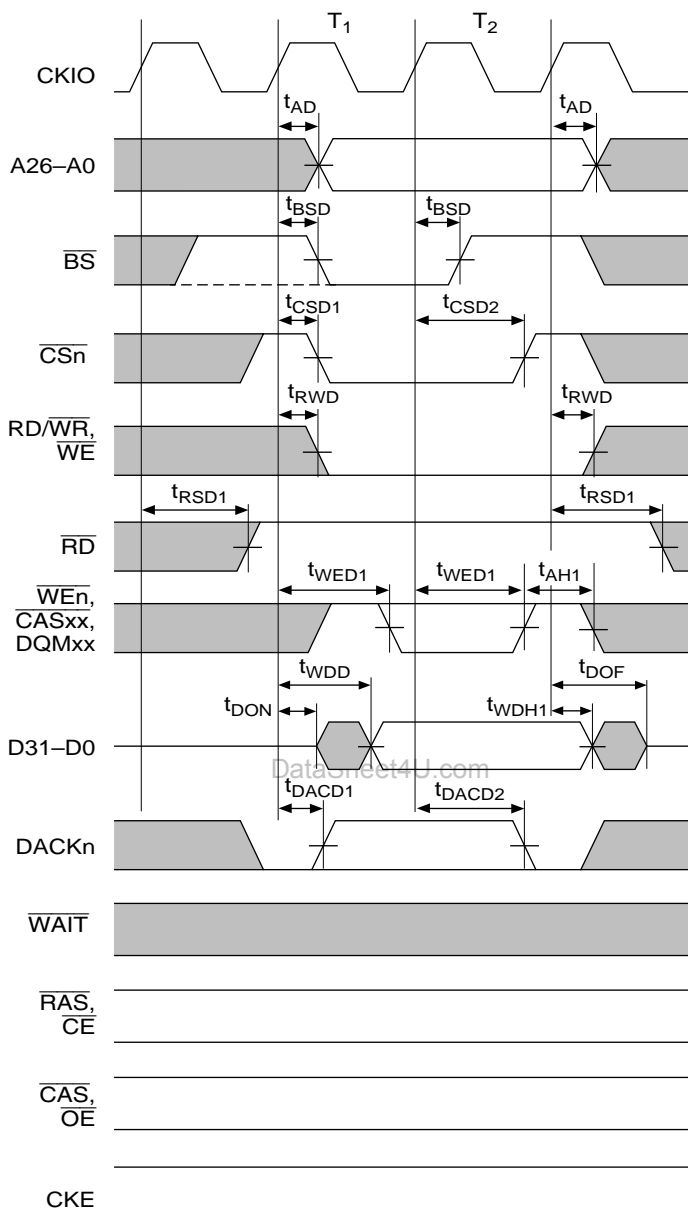 T1 T2
CKIO
tAD tAD
A26–A0
tBSD tBSD
BS
tCSD1 tCSD2
CSn
tRWD tRWD
RD/WR,
WE
tRSD1 tRSD1
RD
tWED1 tWED1 tAH1
WEn,
CASxx,
DQMxx
tWDD tDOF
tDON tWDH1
D31–D0
DataSheet4U.com
tDACD1 tDACD2
DACKn
WAIT
RAS,
CE
CAS,
OE
CKE